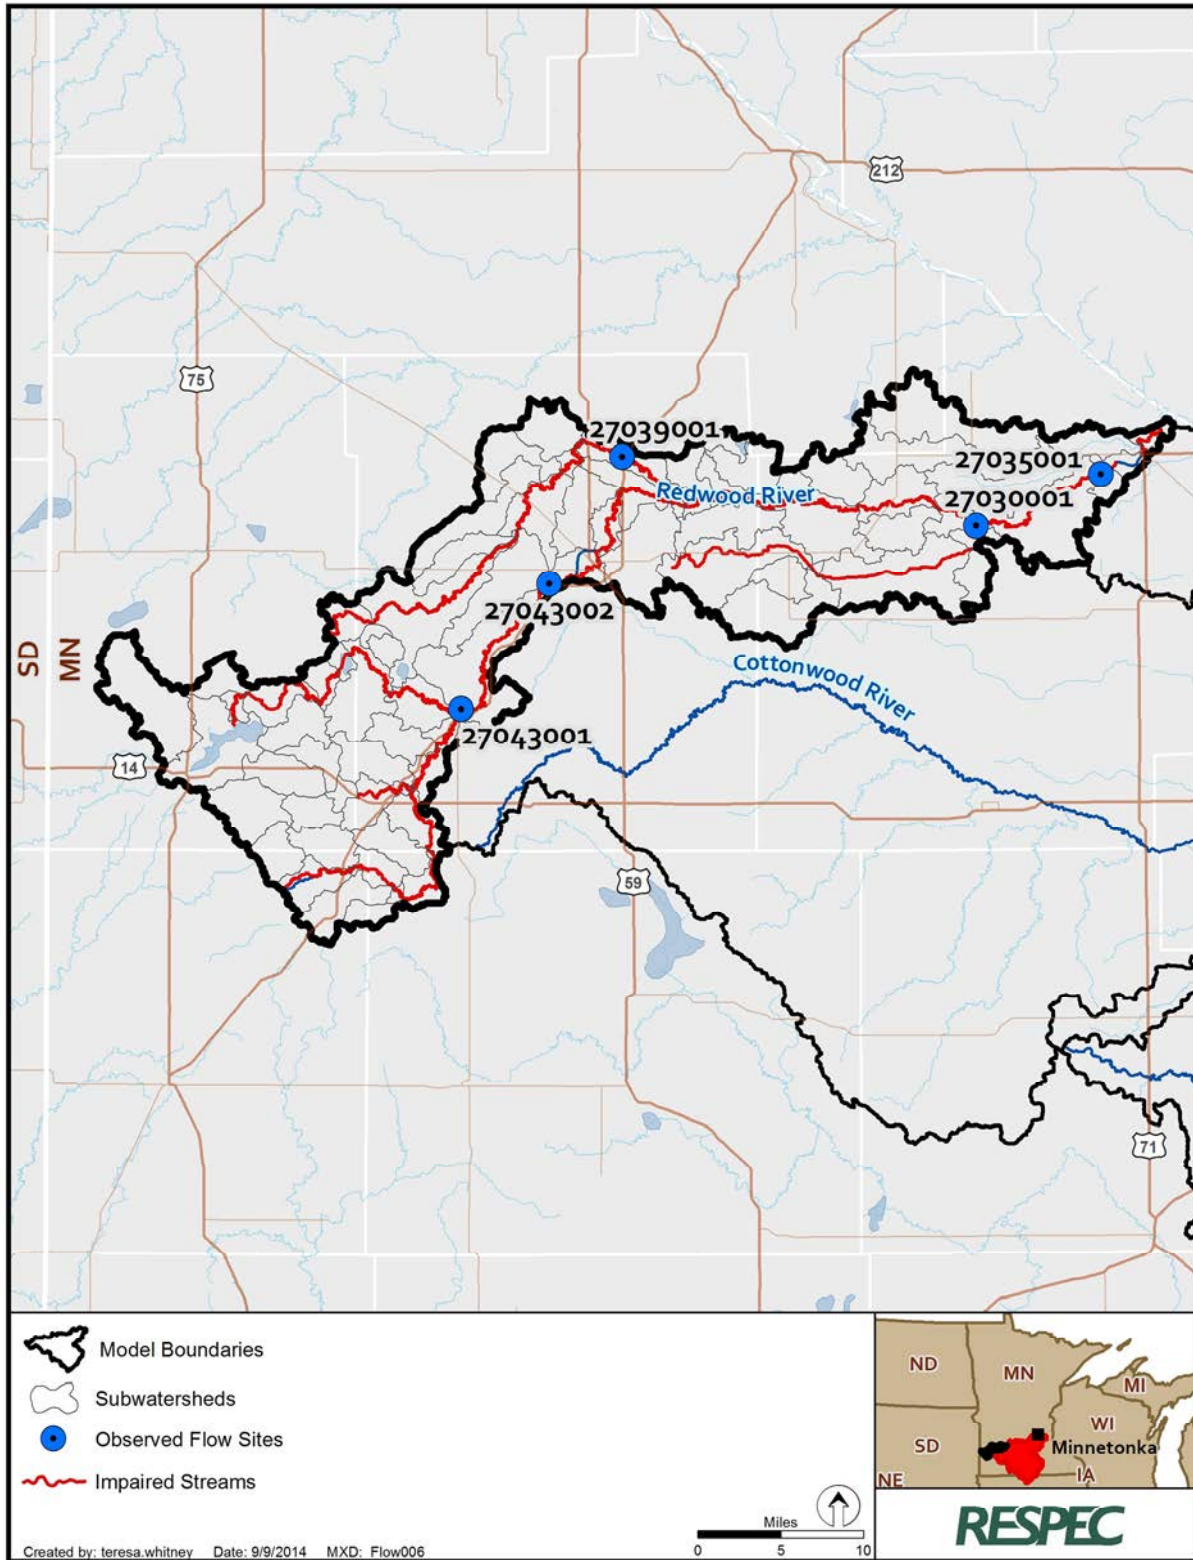 212
75
27039001
27035001
Redwood River
27030001
27043002
SD
MN
Cottonwood River
27043001
14
59
71
Model Boundaries
Subwatersheds
Observed Flow Sites
Impaired Streams
Created by: teresa.whitney Date: 9/9/2014 MXD: Flow006
Miles
0 5 10
ND
MN
MI
WI
SD
Minnetonka
NE
IA
RESPEC